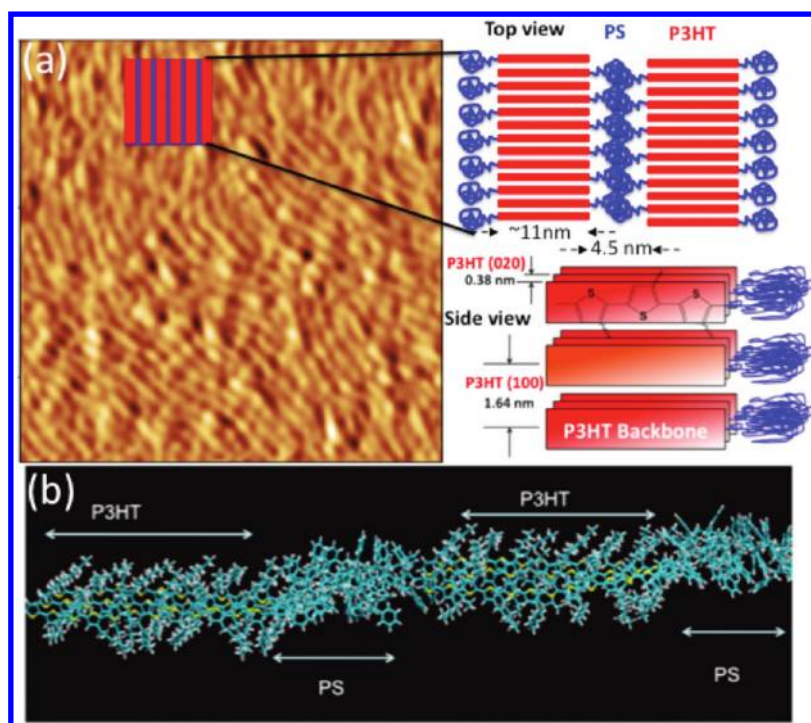 (a)
Top view PS P3HT
~11nm
4.5 nm
P3HT (020)
0.38 nm
S S S
Side view
P3HT (100)
1.64 nm
P3HT Backbone
(b)
P3HT P3HT
PS PS